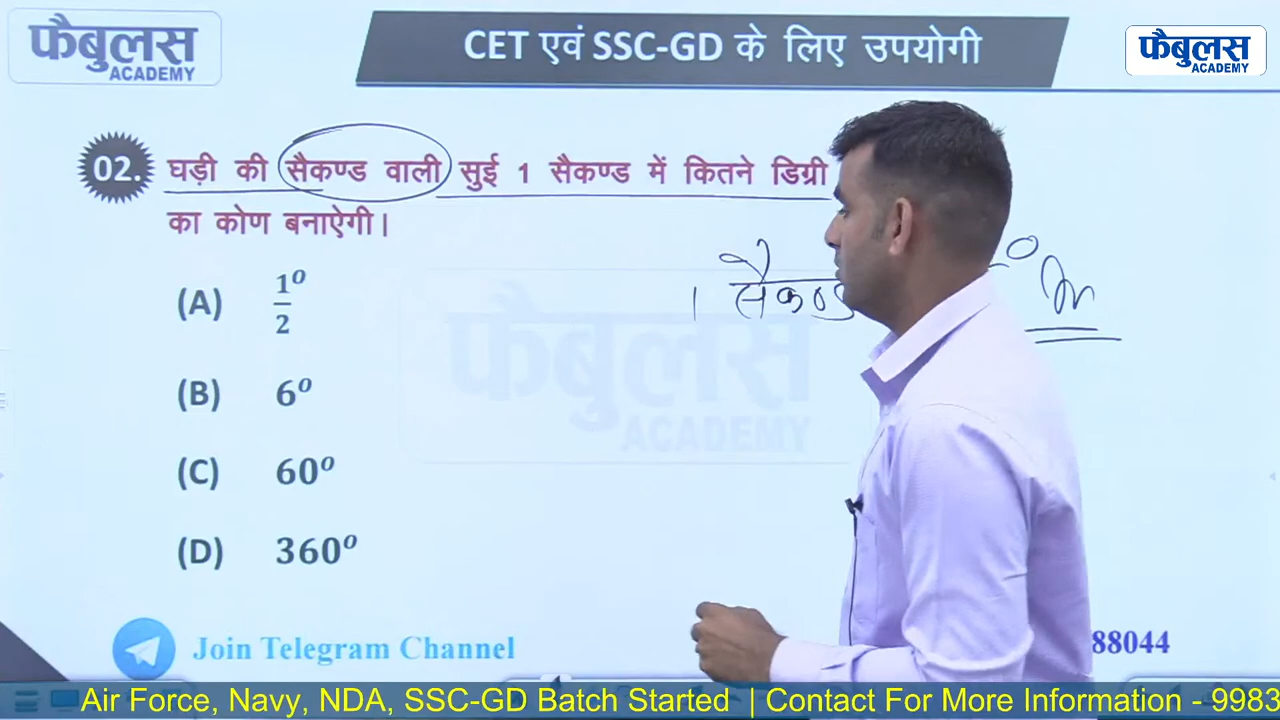 फैबुलस
ACADEMY
CET एवं SSC-GD के लिए उपयोगी
फैबुलस
ACADEMY
02. घड़ी की सैकण्ड वाली सुई 1 सैकण्ड में कितने डिग्री
का कोण बनाऐगी।
1 सैकण्ड
(A) 1°/2
(B) 6°
(C) 60°
(D) 360°
फैबुलस
ACADEMY
Join Telegram Channel
88044
Air Force, Navy, NDA, SSC-GD Batch Started | Contact For More Information - 9983